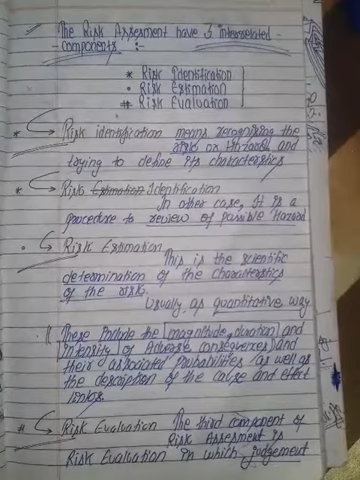 The Risk Assesment have 3 interrelated
components :-
* Risk Identification
• Risk Estimation
# Risk Evaluation
* Risk identification means recognising the
risks or Hazards and
trying to define its characteristics
* Risk Estimation Identification
In other case, It is a
procedure to review of possible Hazard
• Risk Estimation
This is the scientific
determination of the characteristics
of the risk.
Usually as quantitative way
These include the magnitude, duration and
Intensity of Adverse consequences and
their associated Probabilities as well as
the description of the cause and effect
links.
* Risk Evaluation The third component of
Risk Assesment is
Risk Evaluation in which judgement